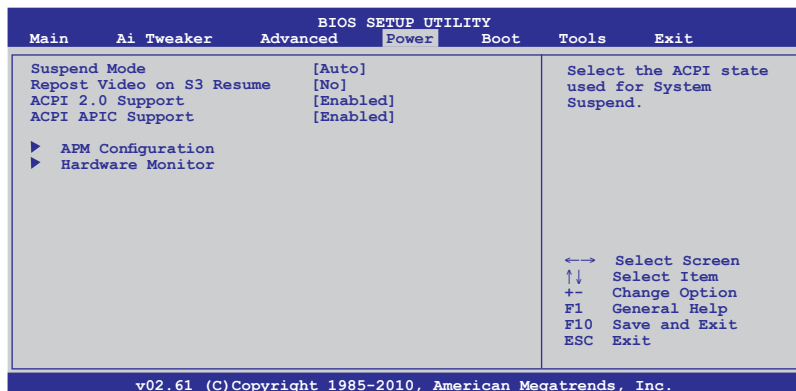 BIOS SETUP UTILITY
Main Ai Tweaker Advanced Power Boot Tools Exit
Suspend Mode [Auto]
Repost Video on S3 Resume [No]
ACPI 2.0 Support [Enabled]
ACPI APIC Support [Enabled]
APM Configuration
Hardware Monitor
Select the ACPI state
used for System
Suspend.
←→ Select Screen
↑↓ Select Item
+- Change Option
F1 General Help
F10 Save and Exit
ESC Exit
v02.61 (C)Copyright 1985-2010, American Megatrends, Inc.